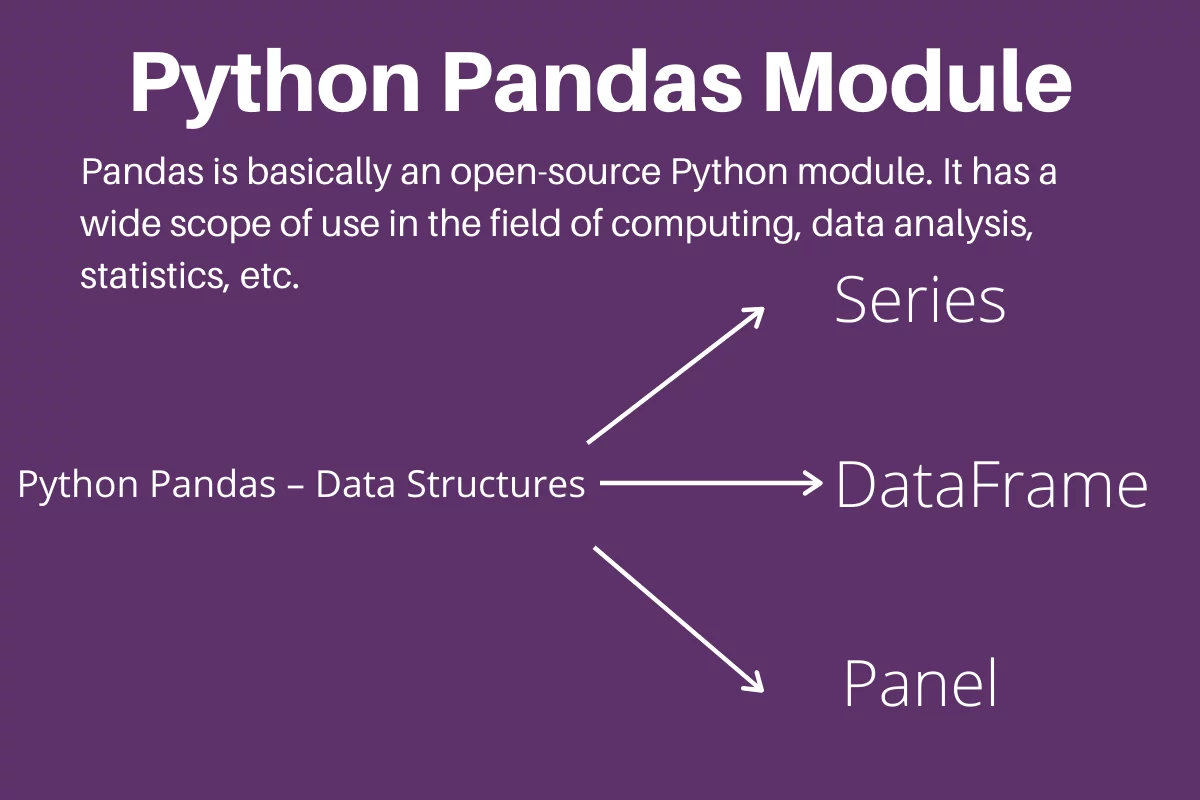 Python Pandas Module
Pandas is basically an open-source Python module. It has a
wide scope of use in the field of computing, data analysis,
statistics, etc.
Series
Python Pandas – Data Structures
DataFrame
Panel